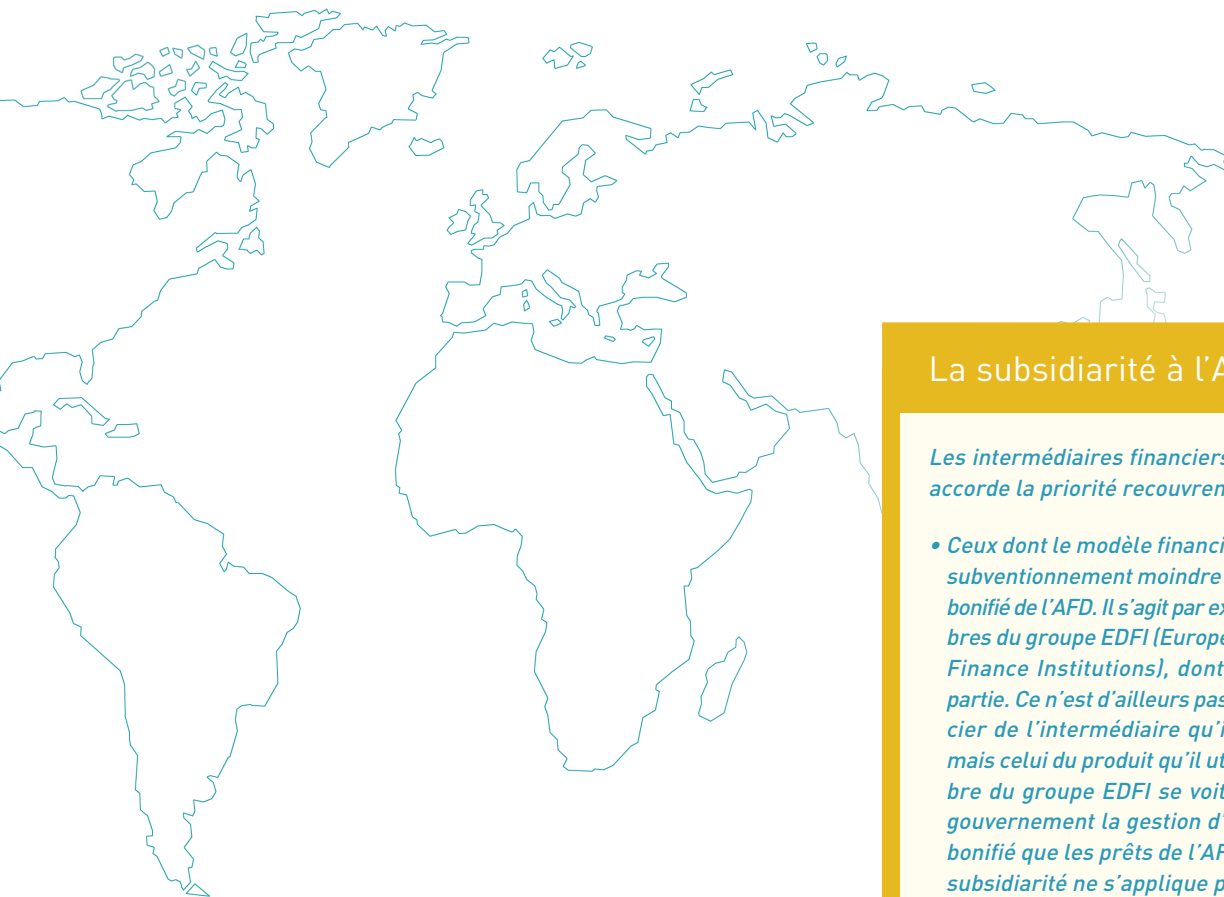 La subsidiarité à l’A
Les intermédiaires financiers
accorde la priorité recouvren
• Ceux dont le modèle financi
subventionnement moindre
bonifié de l’AFD. Il s’agit par ex
bres du groupe EDFI (Europe
Finance Institutions), dont
partie. Ce n’est d’ailleurs pas
cier de l’intermédiaire qu’i
mais celui du produit qu’il ut
bre du groupe EDFI se voit
gouvernement la gestion d’
bonifié que les prêts de l’AF
subsidiarité ne s’applique p